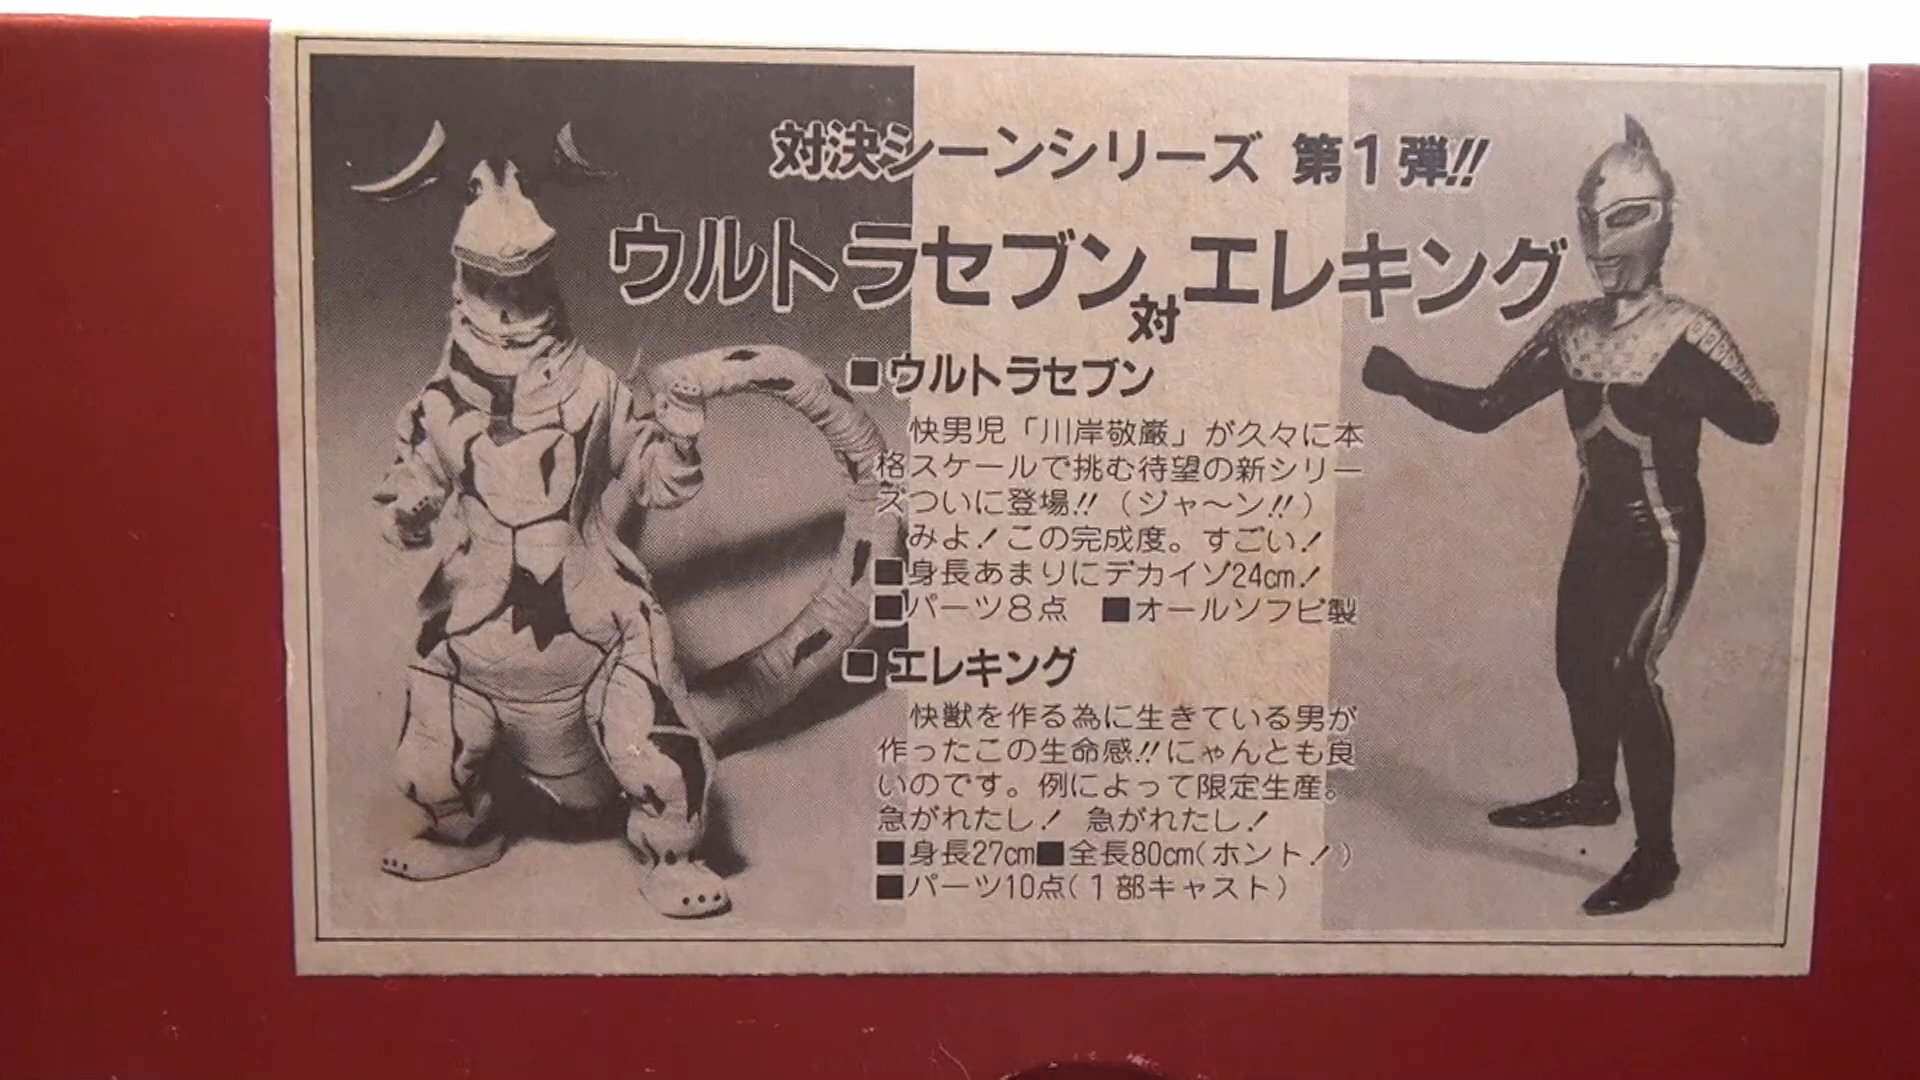 対決シーンシリーズ 第1弾!!
ウルトラセブン対エレキング
■ウルトラセブン
快男児「川岸敬厳」が久々に本
格スケールで挑む待望の新シリー
ズついに登場!!(ジャ〜ン!!)
みよ!この完成度。すごい!
■身長あまりにデカイゾ24cm!
■パーツ8点 ■オールソフビ製
■エレキング
快獣を作る為に生きている男が
作ったこの生命感!!にゃんとも良
いのです。例によって限定生産。
急がれたし! 急がれたし!
■身長27cm■全長80cm(ホント!)
■パーツ10点(1部キャスト)